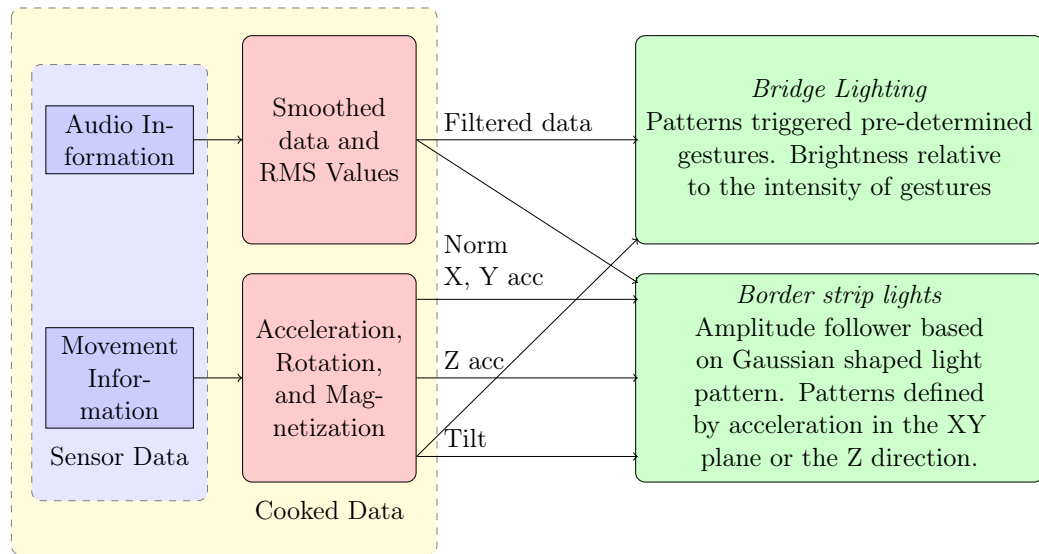 Audio In-
formation
Movement
Infor-
mation
Sensor Data
Smoothed
data and
RMS Values
Acceleration,
Rotation,
and Mag-
netization
Cooked Data
Filtered data
Norm
X, Y acc
Z acc
Tilt
Bridge Lighting
Patterns triggered pre-determined
gestures. Brightness relative
to the intensity of gestures
Border strip lights
Amplitude follower based
on Gaussian shaped light
pattern. Patterns defined
by acceleration in the XY
plane or the Z direction.